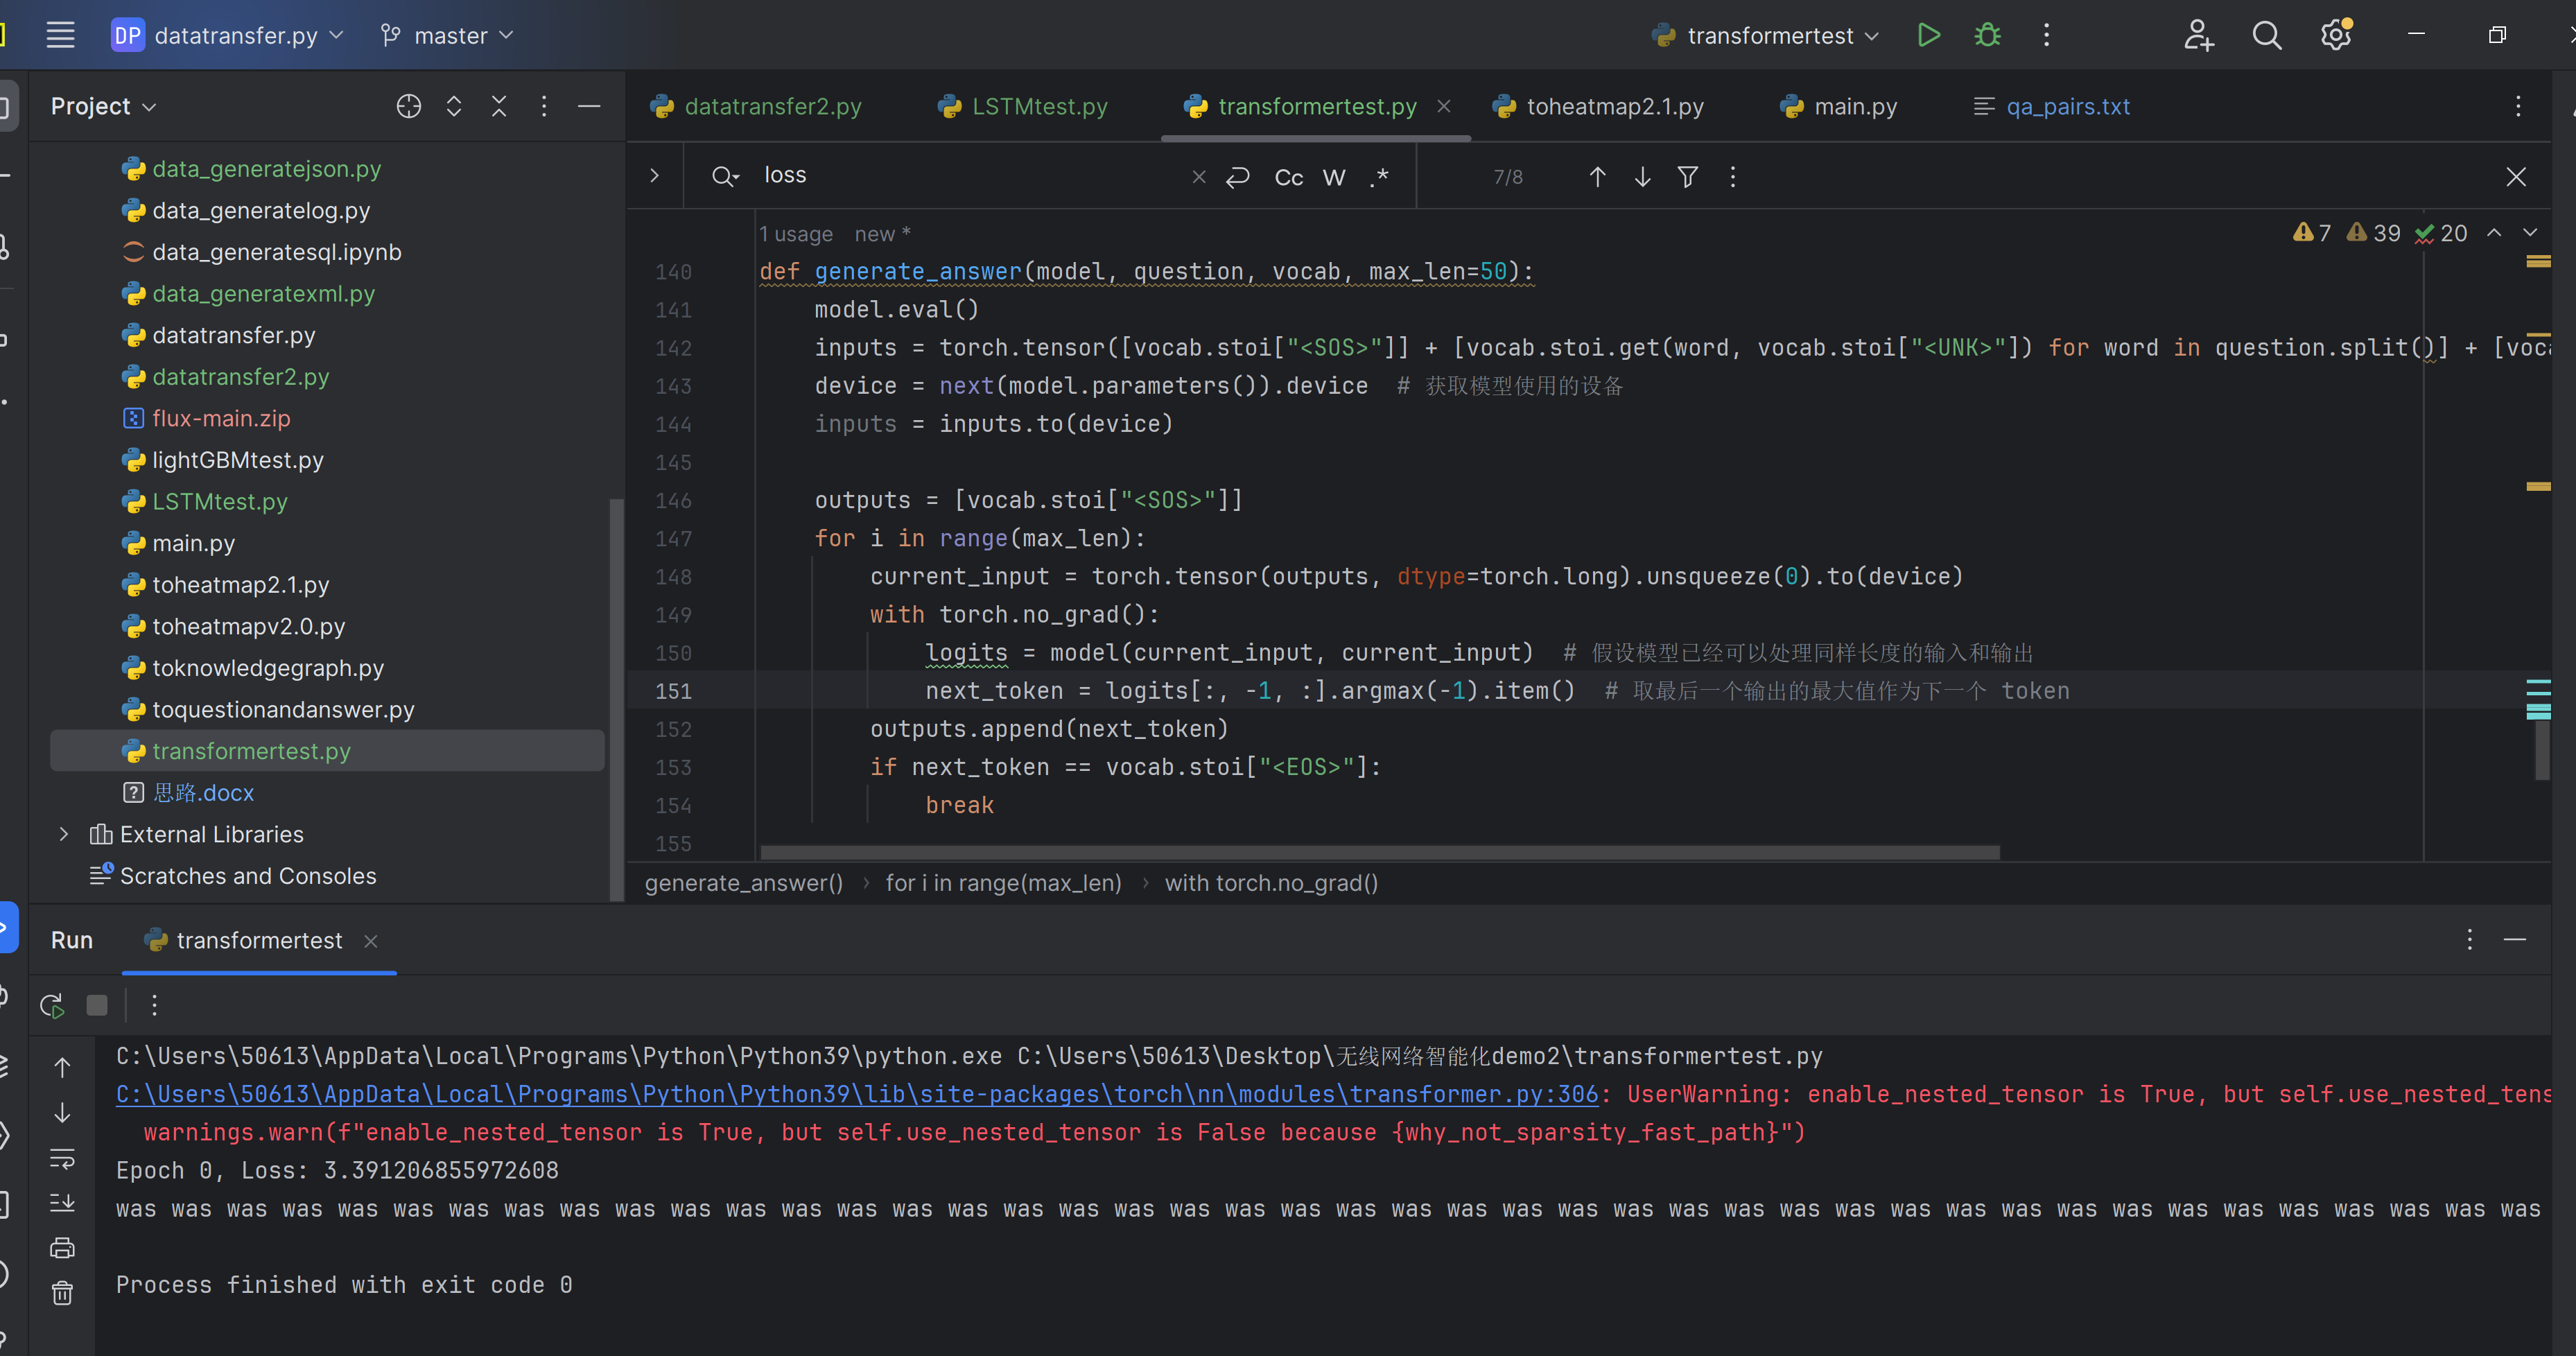 DP datatransfer.py master transformertest
Project
datatransfer2.py LSTMtest.py transformertest.py toheatmap2.1.py main.py qa_pairs.txt
loss Cc W .* 7/8
data_generatejson.py
data_generatelog.py
data_generatesql.ipynb
data_generatexml.py
datatransfer.py
datatransfer2.py
flux-main.zip
lightGBMtest.py
LSTMtest.py
main.py
toheatmap2.1.py
toheatmapv2.0.py
toknowledgegraph.py
toquestionandanswer.py
transformertest.py
思路.docx
External Libraries
Scratches and Consoles
1 usage new *
7 39 20
140 def generate_answer(model, question, vocab, max_len=50):
141 model.eval()
142 inputs = torch.tensor([vocab.stoi["<SOS>"]] + [vocab.stoi.get(word, vocab.stoi["<UNK>"]) for word in question.split()] + [voc
143 device = next(model.parameters()).device # 获取模型使用的设备
144 inputs = inputs.to(device)
145
146 outputs = [vocab.stoi["<SOS>"]]
147 for i in range(max_len):
148 current_input = torch.tensor(outputs, dtype=torch.long).unsqueeze(0).to(device)
149 with torch.no_grad():
150 logits = model(current_input, current_input) # 假设模型已经可以处理同样长度的输入和输出
151 next_token = logits[:, -1, :].argmax(-1).item() # 取最后一个输出的最大值作为下一个 token
152 outputs.append(next_token)
153 if next_token == vocab.stoi["<EOS>"]:
154 break
155
generate_answer() › for i in range(max_len) › with torch.no_grad()
Run transformertest
C:\Users\50613\AppData\Local\Programs\Python\Python39\python.exe C:\Users\50613\Desktop\无线网络智能化demo2\transformertest.py
C:\Users\50613\AppData\Local\Programs\Python\Python39\lib\site-packages\torch\nn\modules\transformer.py:306: UserWarning: enable_nested_tensor is True, but self.use_nested_tens
warnings.warn(f"enable_nested_tensor is True, but self.use_nested_tensor is False because {why_not_sparsity_fast_path}")
Epoch 0, Loss: 3.391206855972608
was was was was was was was was was was was was was was was was was was was was was was was was was was was was was was was was was was was was was was was was was was was was
Process finished with exit code 0